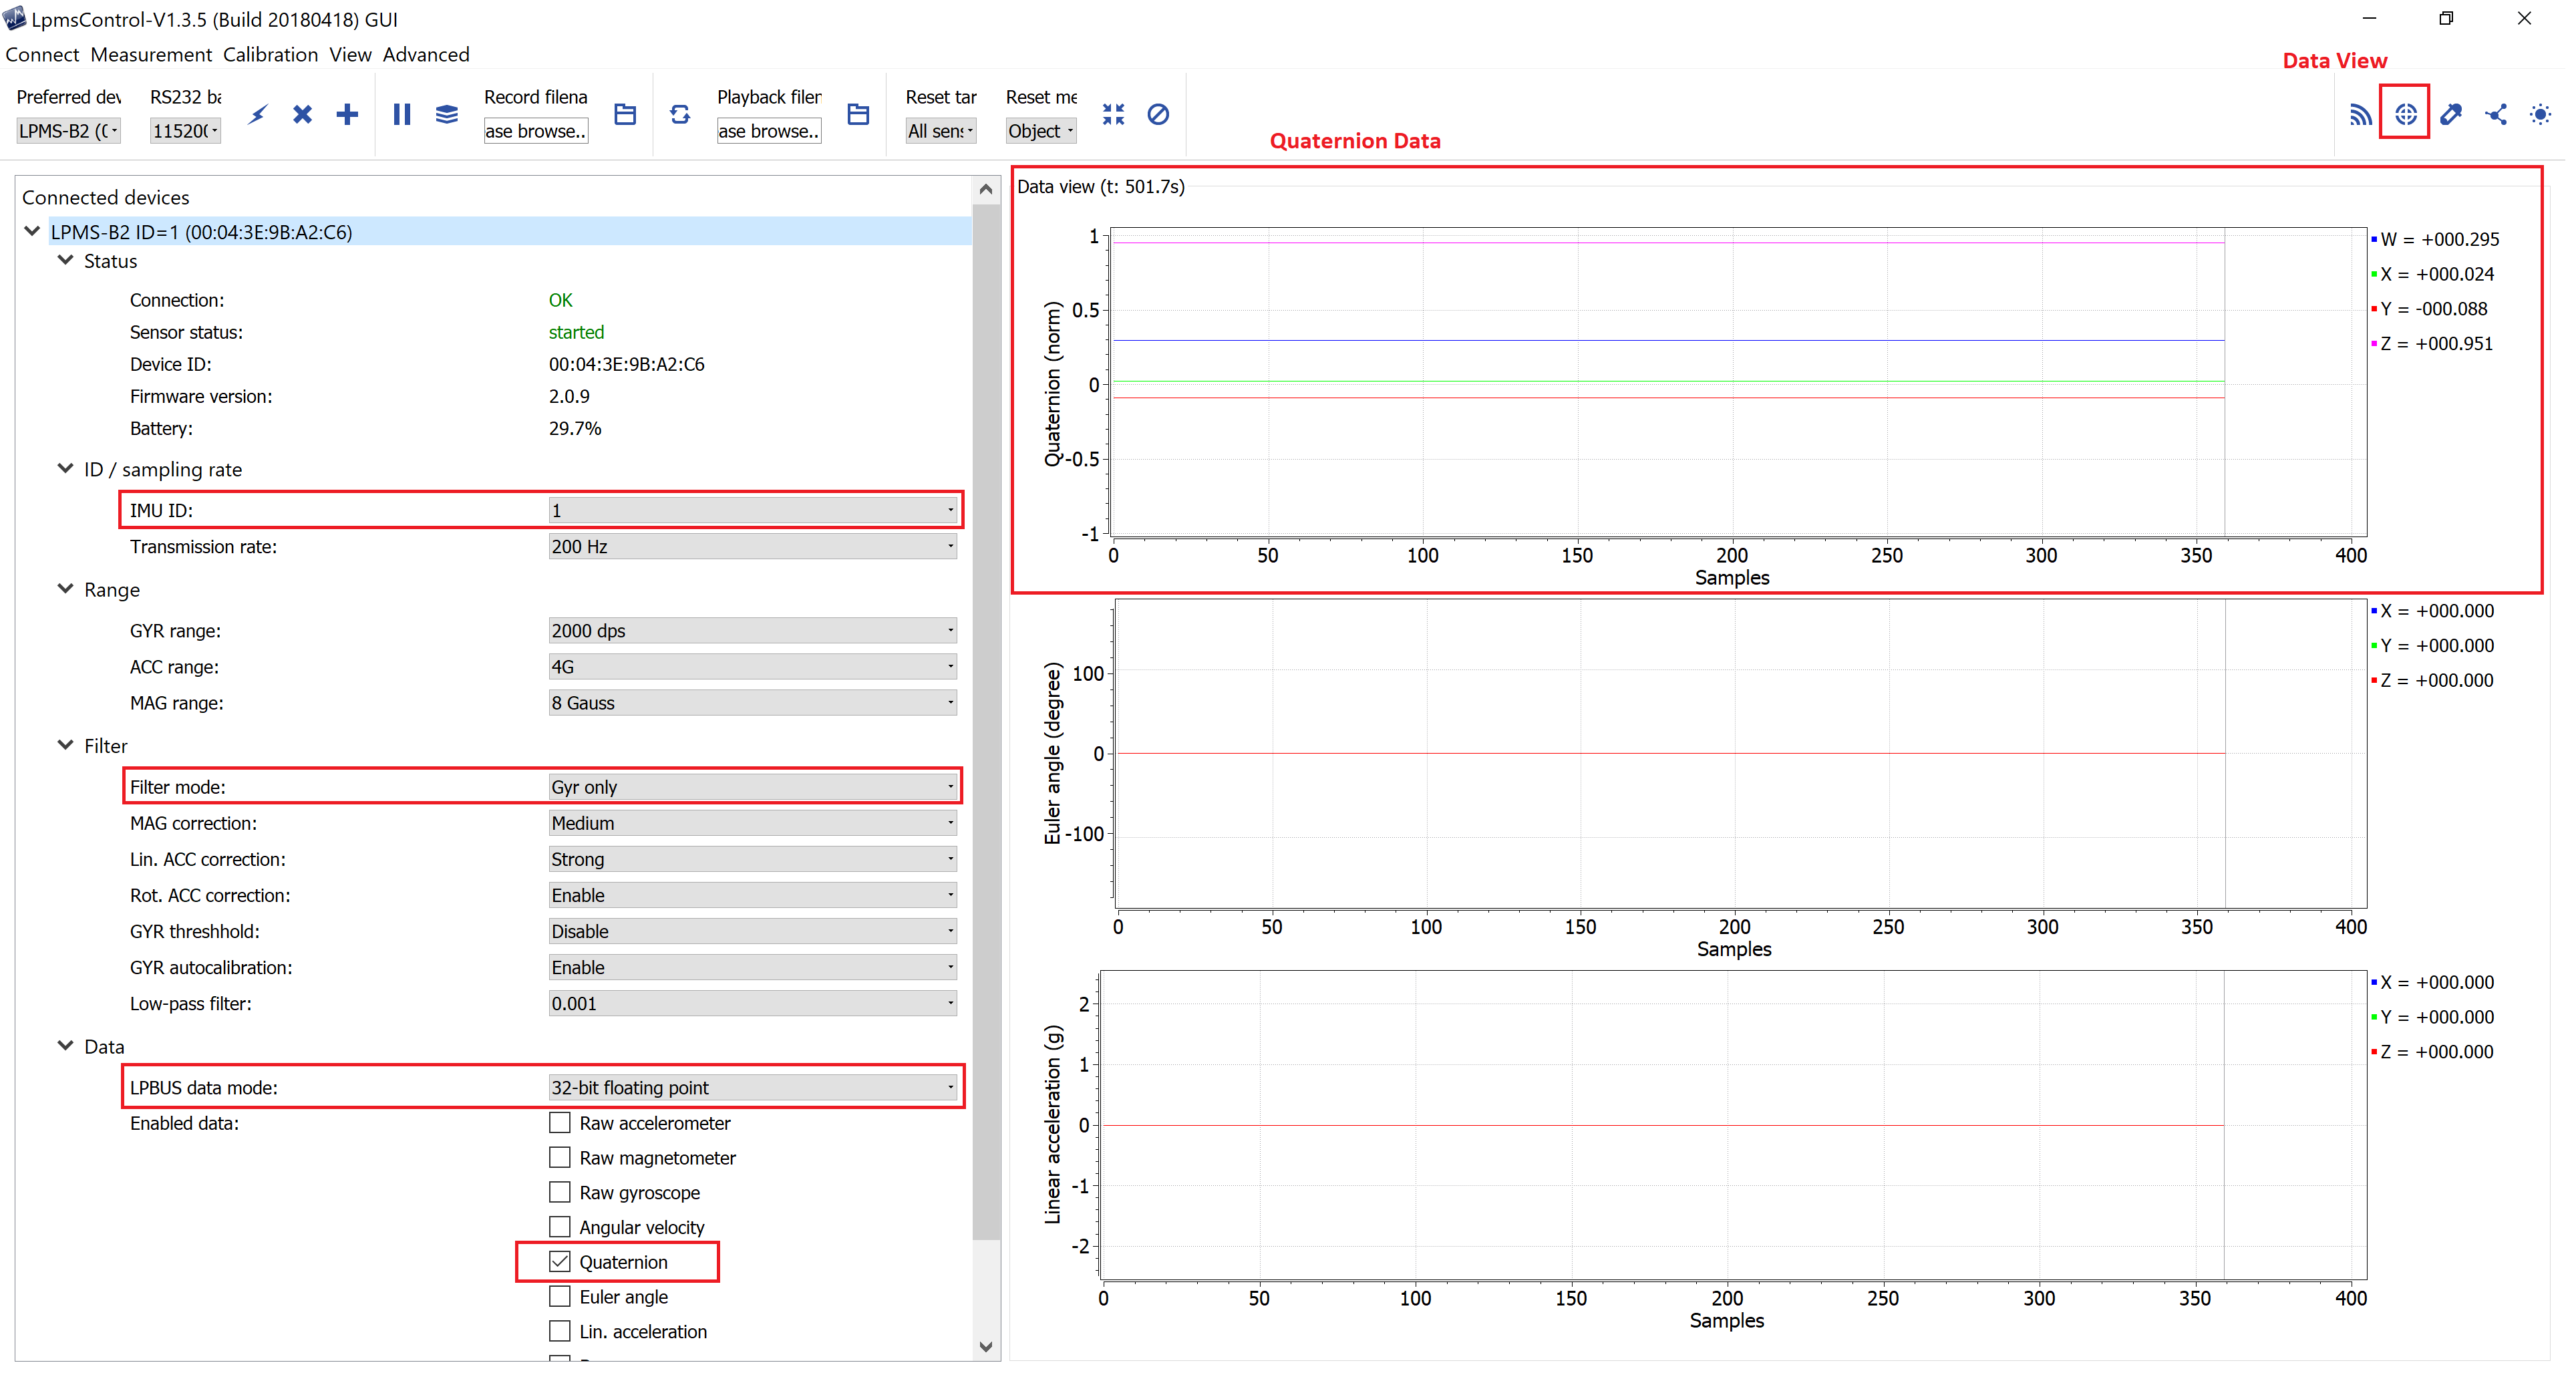 LpmsControl-V1.3.5 (Build 20180418) GUI
Connect Measurement Calibration View Advanced
Data View
Preferred dev RS232 ba Record filena Playback filer Reset tar Reset me
LPMS-B2 (0 115200 ase browse.. ase browse.. All sens Object
Quaternion Data
Connected devices
LPMS-B2 ID=1 (00:04:3E:9B:A2:C6)
Status
Connection: OK
Sensor status: started
Device ID: 00:04:3E:9B:A2:C6
Firmware version: 2.0.9
Battery: 29.7%
ID / sampling rate
IMU ID: 1
Transmission rate: 200 Hz
Range
GYR range: 2000 dps
ACC range: 4G
MAG range: 8 Gauss
Filter
Filter mode: Gyr only
MAG correction: Medium
Lin. ACC correction: Strong
Rot. ACC correction: Enable
GYR threshhold: Disable
GYR autocalibration: Enable
Low-pass filter: 0.001
Data
LPBUS data mode: 32-bit floating point
Enabled data: Raw accelerometer
Raw magnetometer
Raw gyroscope
Angular velocity
Quaternion
Euler angle
Lin. acceleration
Data view (t: 501.7s)
Quaternion (norm)
1
0.5
0
-0.5
-1
0 50 100 150 200 250 300 350 400
Samples
W = +000.295
X = +000.024
Y = -000.088
Z = +000.951
Euler angle (degree)
100
0
-100
0 50 100 150 200 250 300 350 400
Samples
X = +000.000
Y = +000.000
Z = +000.000
Linear acceleration (g)
2
1
0
-1
-2
0 50 100 150 200 250 300 350 400
Samples
X = +000.000
Y = +000.000
Z = +000.000